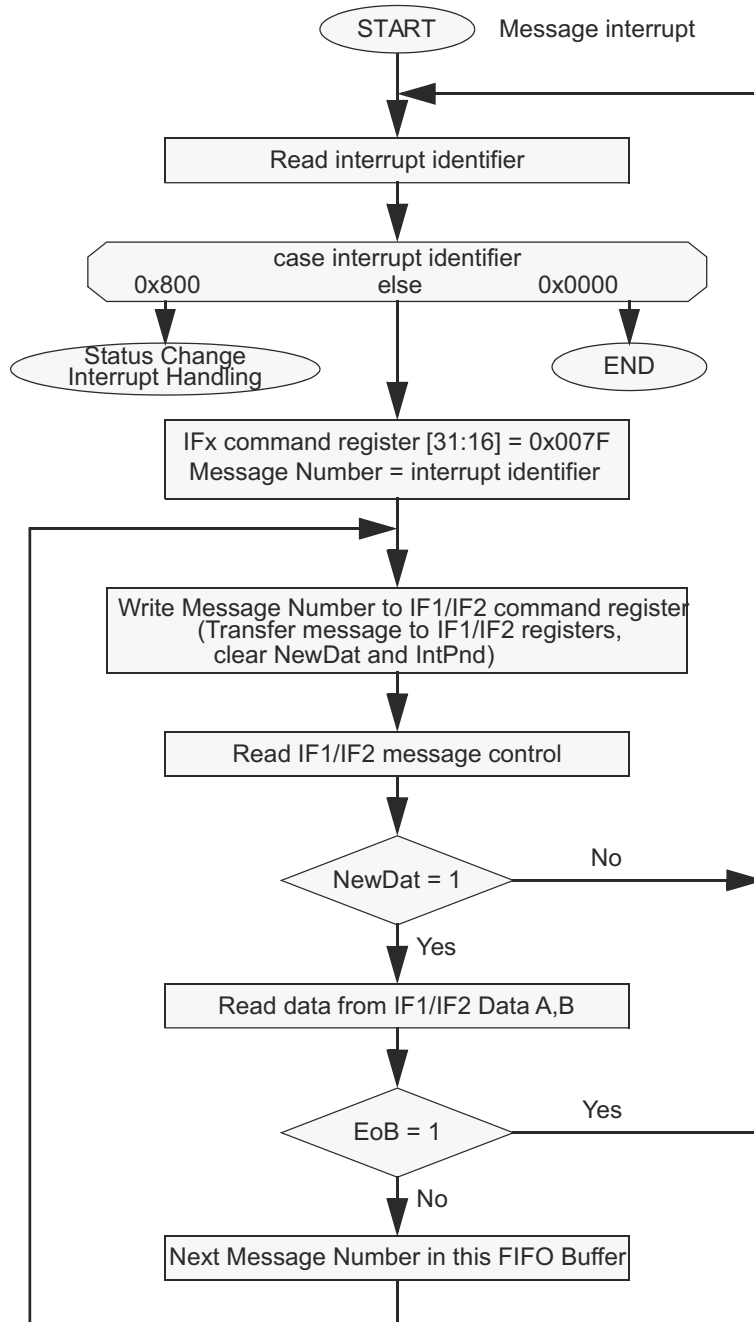 START Message interrupt
Read interrupt identifier
case interrupt identifier
0x800 else 0x0000
Status Change
Interrupt Handling
END
IFx command register [31:16] = 0x007F
Message Number = interrupt identifier
Write Message Number to IF1/IF2 command register
(Transfer message to IF1/IF2 registers,
clear NewDat and IntPnd)
Read IF1/IF2 message control
NewDat = 1
No
Yes
Read data from IF1/IF2 Data A,B
EoB = 1
Yes
No
Next Message Number in this FIFO Buffer